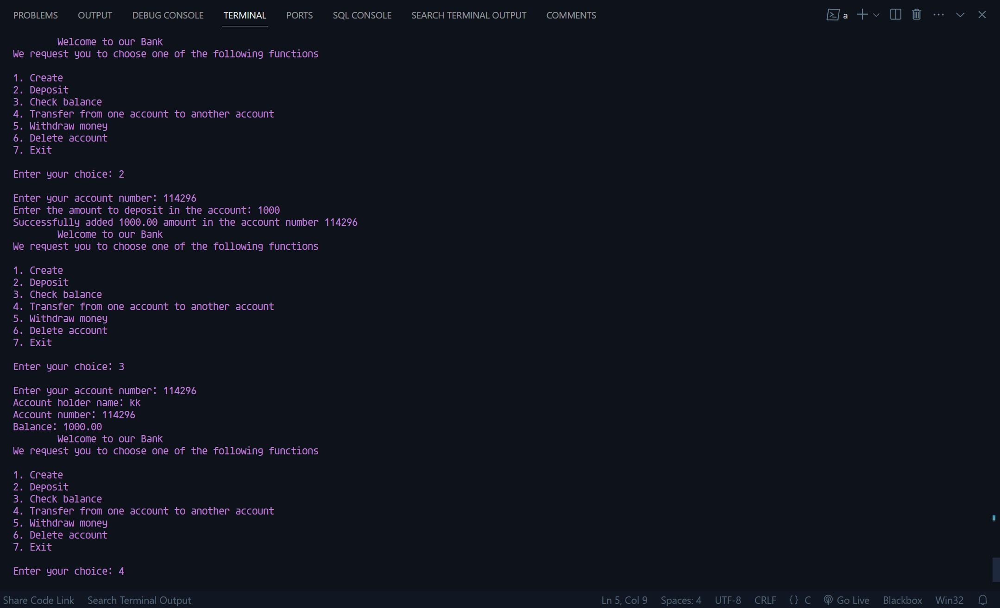 PROBLEMS OUTPUT DEBUG CONSOLE TERMINAL PORTS SQL CONSOLE SEARCH TERMINAL OUTPUT COMMENTS a
Welcome to our Bank
We request you to choose one of the following functions
1. Create
2. Deposit
3. Check balance
4. Transfer from one account to another account
5. Withdraw money
6. Delete account
7. Exit
Enter your choice: 2
Enter your account number: 114296
Enter the amount to deposit in the account: 1000
Successfully added 1000.00 amount in the account number 114296
Welcome to our Bank
We request you to choose one of the following functions
1. Create
2. Deposit
3. Check balance
4. Transfer from one account to another account
5. Withdraw money
6. Delete account
7. Exit
Enter your choice: 3
Enter your account number: 114296
Account holder name: kk
Account number: 114296
Balance: 1000.00
Welcome to our Bank
We request you to choose one of the following functions
1. Create
2. Deposit
3. Check balance
4. Transfer from one account to another account
5. Withdraw money
6. Delete account
7. Exit
Enter your choice: 4
Share Code Link Search Terminal Output Ln 5, Col 9 Spaces: 4 UTF-8 CRLF {} C Go Live Blackbox Win32